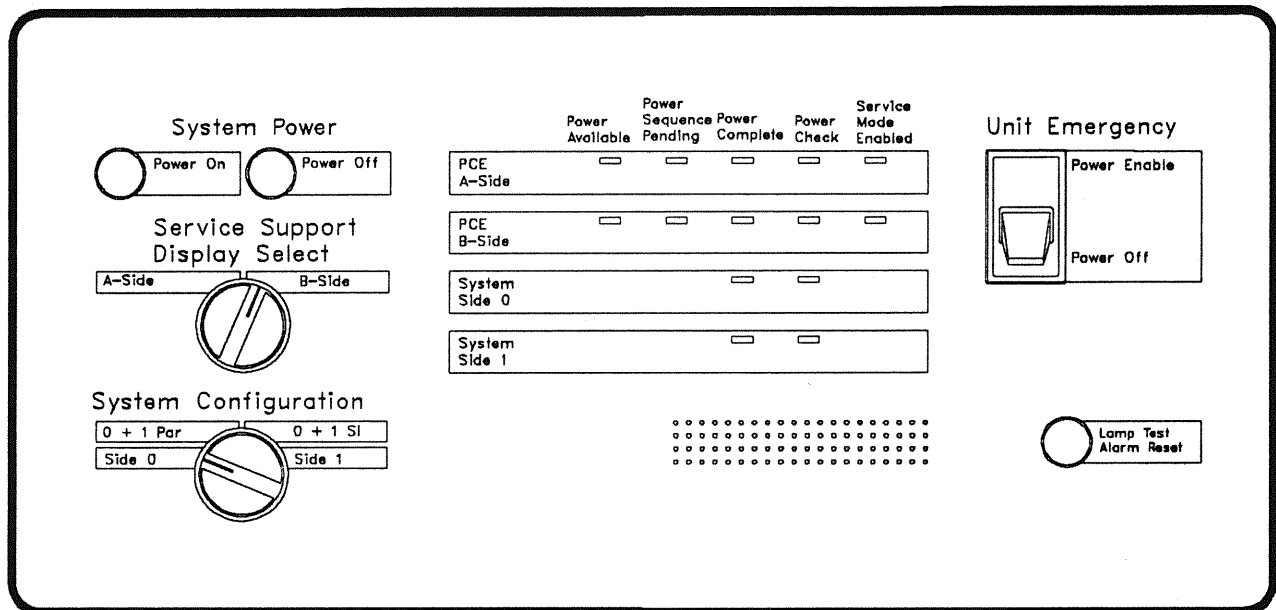 System Power
Power On
Power Off
Service Support
Display Select
A-Side
B-Side
System Configuration
0 + 1 Par
0 + 1 SI
Side 0
Side 1
Power
Available
Power
Sequence
Pending
Power
Complete
Power
Check
Service
Mode
Enabled
PCE
A-Side
PCE
B-Side
System
Side 0
System
Side 1
Unit Emergency
Power Enable
Power Off
Lamp Test
Alarm Reset